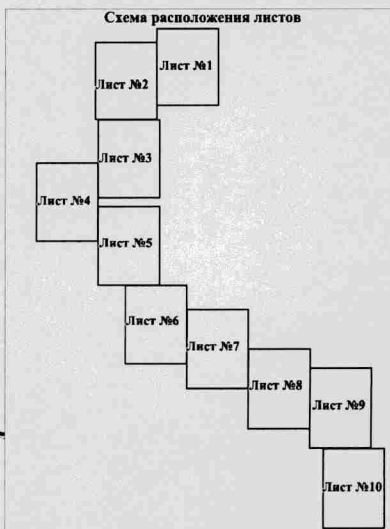 Схема расположения листов
Лист №1
Лист №2
Лист №3
Лист №4
Лист №5
Лист №6
Лист №7
Лист №8
Лист №9
Лист №10